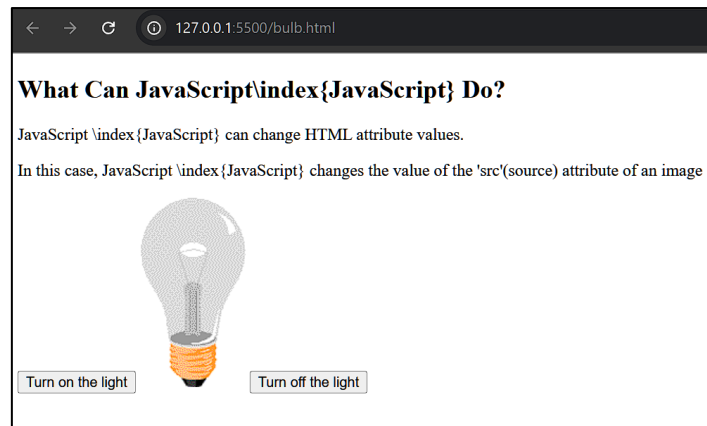 127.0.0.1:5500/bulb.html
What Can JavaScript\index{JavaScript} Do?
JavaScript \index{JavaScript} can change HTML attribute values.
In this case, JavaScript \index{JavaScript} changes the value of the 'src'(source) attribute of an image
Turn on the light Turn off the light